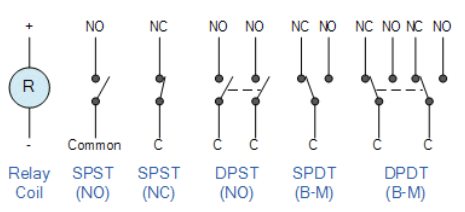 + NO NC NO NO NC NO NC NO NC NO
R
- Common C C C C C C
Relay SPST SPST DPST SPDT DPDT
Coil (NO) (NC) (NO) (B-M) (B-M)